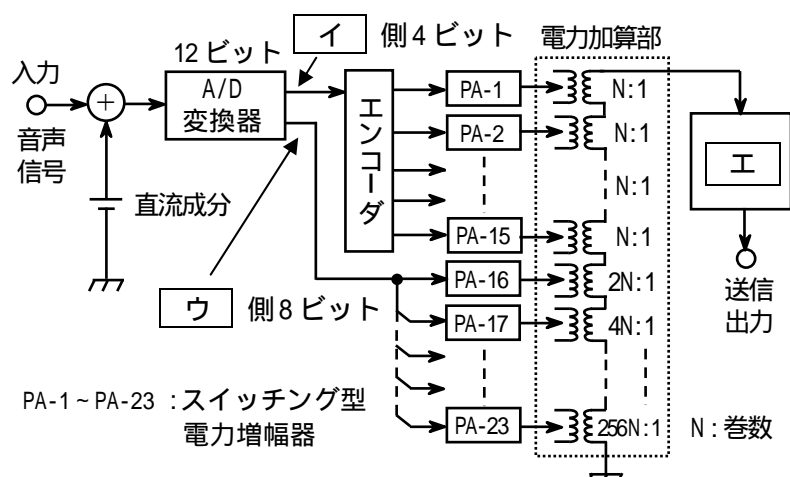 12ビット
イ 側4ビット
電力加算部
入力
音声
信号
+
A/D
変換器
エンコーダ
PA-1
N:1
PA-2
N:1
N:1
PA-15
N:1
エ
直流成分
ウ 側8ビット
PA-16
2N:1
PA-17
4N:1
送信
出力
PA-1~PA-23 :スイッチング型
電力増幅器
PA-23
256N:1
N:巻数